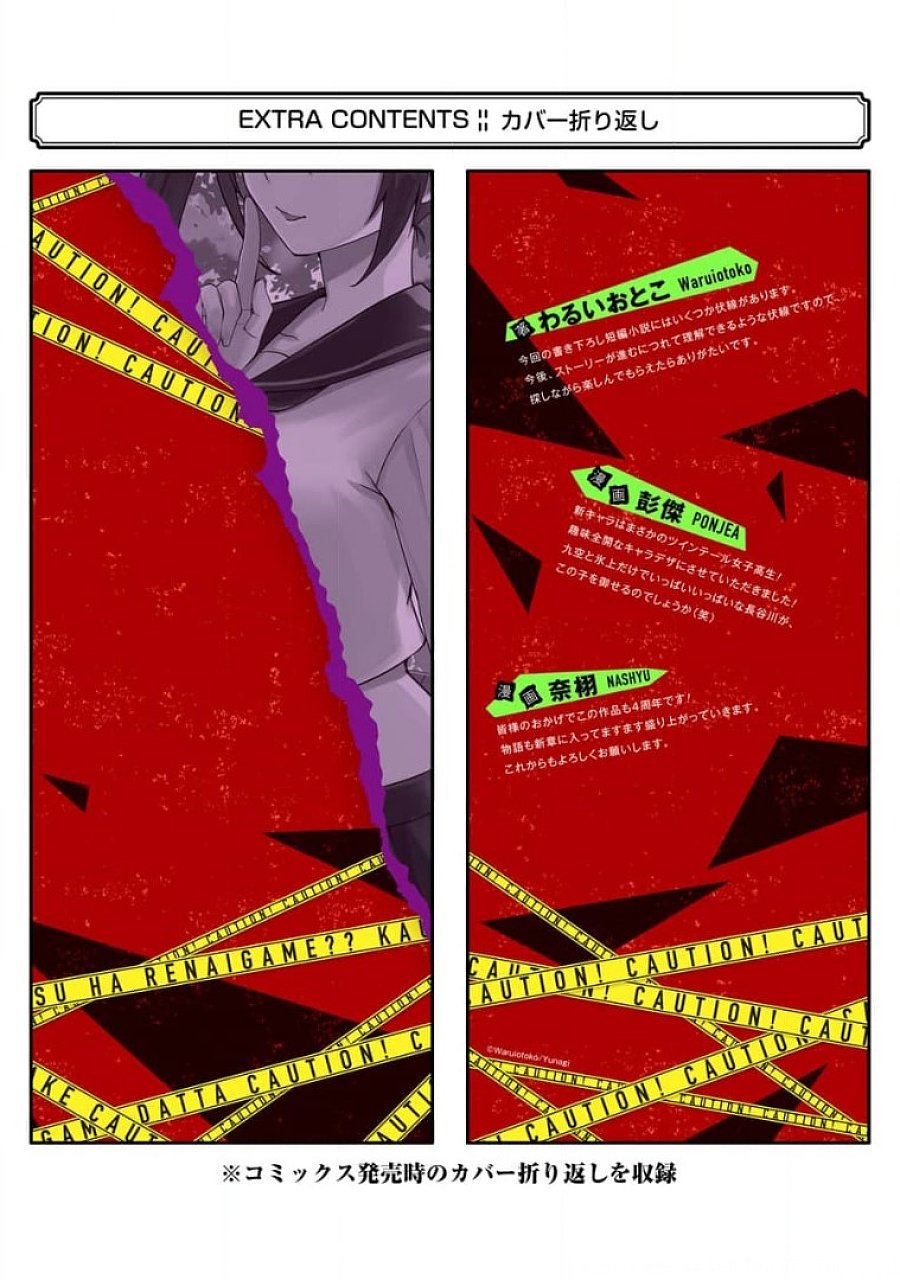 EXTRA CONTENTS ¦¦ カバー折り返し
CAUTION!
AUTION! CAU
TION! CAUTION
CAUTION! CAUTION! CAUTION! CAU
SU HA RENAIGAME?? KA
DATTA CAUTION! C
KE CAUT
GAM
CAUTI
著 わるいおとこ Waruiotoko
今回の書き下ろし短編小説にはいくつか伏線があります。
今後、ストーリーが進むにつれて理解できるような伏線ですので、
探しながら楽しんでもらえたらありがたいです。
漫画 彭傑 PONJEA
新キャラはまさかのツインテール女子高生!
趣味全開なキャラデザにさせていただきました!
九空と氷上だけでいっぱいいっぱいな長谷川が、
この子を御せるのでしょうか(笑)
漫画 奈栩 NASHYU
皆様のおかげでこの作品も4周年です!
物語も新章に入ってますます盛り上がっていきます。
これからもよろしくお願いします。
ION! CAUTION! CAUTION!
CAUTION! CAUTION! CAUT
CAUT N! CAUTION! CAUT
©Waruiotoko/Yunagi
! CAUTION! CAUTION!
※コミックス発売時のカバー折り返しを収録